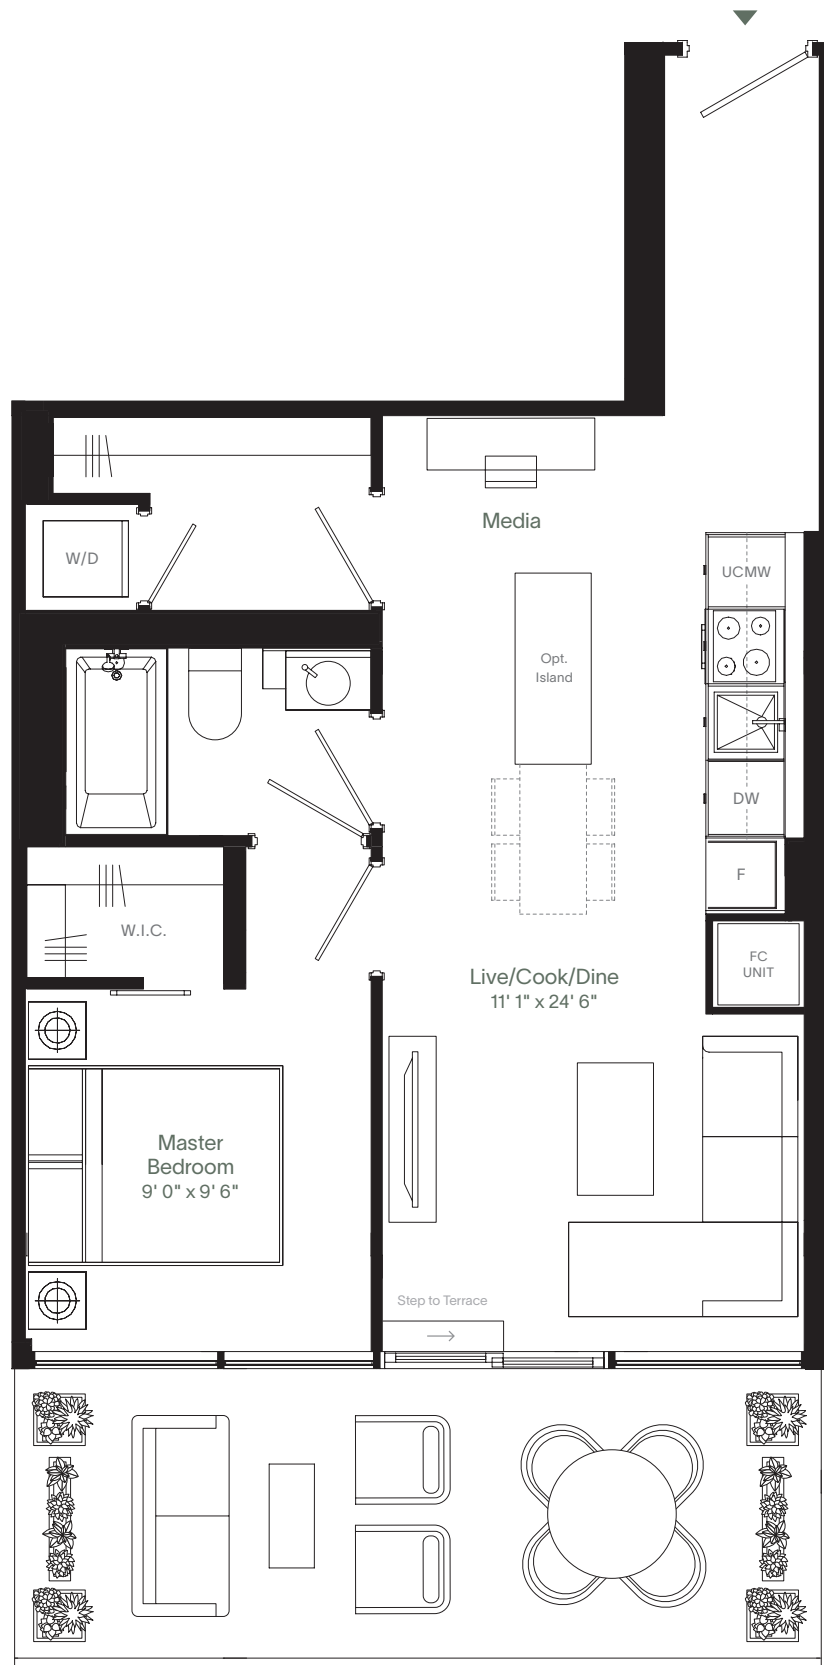 Media
W/D
UCMW
Opt.
Island
DW
F
W.I.C.
FC
UNIT
Live/Cook/Dine
11' 1" x 24' 6"
Master
Bedroom
9' 0" x 9' 6"
Step to Terrace